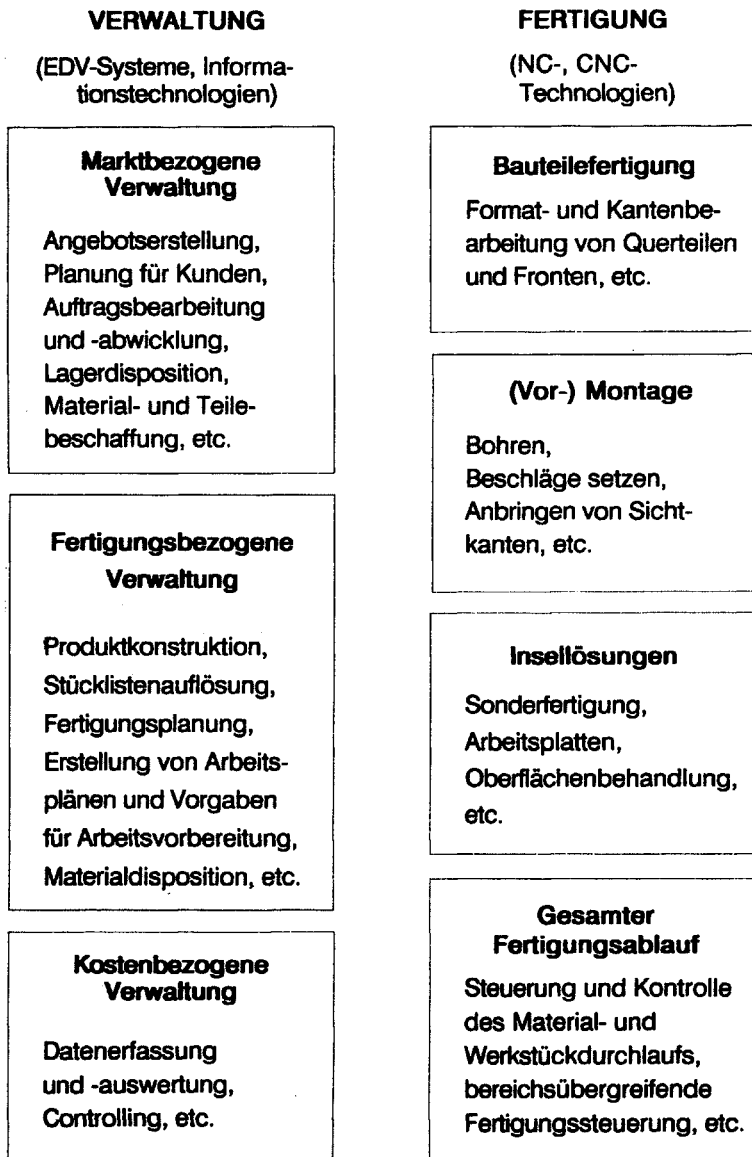 VERWALTUNG
(EDV-Systeme, Informa-
tionstechnologien)
Marktbezogene
Verwaltung
Angebotserstellung,
Planung für Kunden,
Auftragsbearbeitung
und -abwicklung,
Lagerdisposition,
Material- und Teile-
beschaffung, etc.
Fertigungsbezogene
Verwaltung
Produktkonstruktion,
Stücklistenauflösung,
Fertigungsplanung,
Erstellung von Arbeits-
plänen und Vorgaben
für Arbeitsvorbereitung,
Materialdisposition, etc.
Kostenbezogene
Verwaltung
Datenerfassung
und -auswertung,
Controlling, etc.
FERTIGUNG
(NC-, CNC-
Technologien)
Bauteilefertigung
Format- und Kantenbe-
arbeitung von Querteilen
und Fronten, etc.
(Vor-) Montage
Bohren,
Beschläge setzen,
Anbringen von Sicht-
kanten, etc.
Insellösungen
Sonderfertigung,
Arbeitsplatten,
Oberflächenbehandlung,
etc.
Gesamter
Fertigungsablauf
Steuerung und Kontrolle
des Material- und
Werkstückdurchlaufs,
bereichsübergreifende
Fertigungssteuerung, etc.